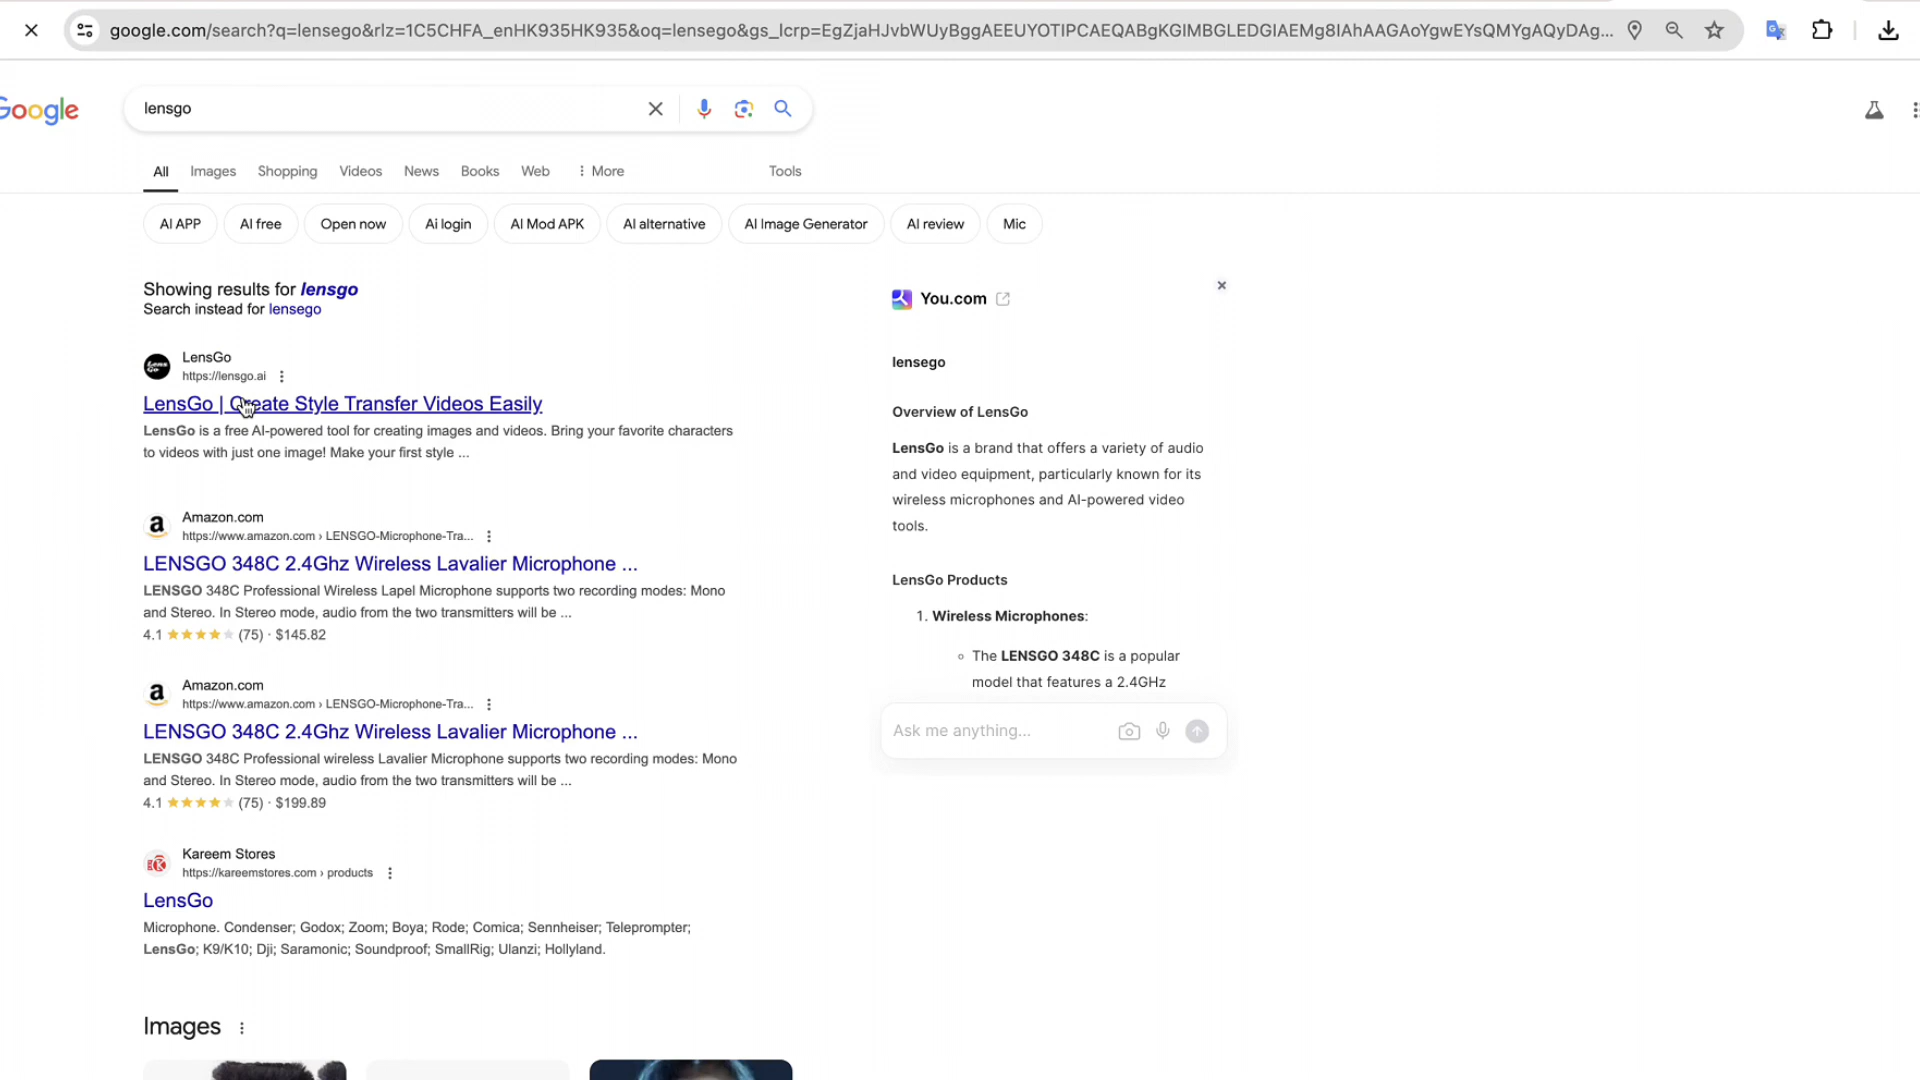 google.com/search?q=lensego&rlz=1C5CHFA_enHK935HK935&oq=lensego&gs_lcrp=EgZjaHJvbWUyBggAEEUYOTIPCAEQABgKGIMBGLEDGIAEMg8IAhAAGAoYgwEYsQMYgAQyDAg...
Google
lensgo
All Images Shopping Videos News Books Web More Tools
AI APP AI free Open now Ai login AI Mod APK AI alternative AI Image Generator AI review Mic
Showing results for lensgo
Search instead for lensego
LensGo
https://lensgo.ai
LensGo | Create Style Transfer Videos Easily
LensGo is a free AI-powered tool for creating images and videos. Bring your favorite characters
to videos with just one image! Make your first style ...
Amazon.com
https://www.amazon.com › LENSGO-Microphone-Tra...
LENSGO 348C 2.4Ghz Wireless Lavalier Microphone ...
LENSGO 348C Professional Wireless Lapel Microphone supports two recording modes: Mono
and Stereo. In Stereo mode, audio from the two transmitters will be ...
4.1 (75) · $145.82
Amazon.com
https://www.amazon.com › LENSGO-Microphone-Tra...
LENSGO 348C 2.4Ghz Wireless Lavalier Microphone ...
LENSGO 348C Professional wireless Lavalier Microphone supports two recording modes: Mono
and Stereo. In Stereo mode, audio from the two transmitters will be ...
4.1 (75) · $199.89
Kareem Stores
https://kareemstores.com › products
LensGo
Microphone. Condenser; Godox; Zoom; Boya; Rode; Comica; Sennheiser; Teleprompter;
LensGo; K9/K10; Dji; Saramonic; Soundproof; SmallRig; Ulanzi; Hollyland.
Images
You.com
lensego
Overview of LensGo
LensGo is a brand that offers a variety of audio
and video equipment, particularly known for its
wireless microphones and AI-powered video
tools.
LensGo Products
1. Wireless Microphones:
The LENSGO 348C is a popular
model that features a 2.4GHz
Ask me anything...